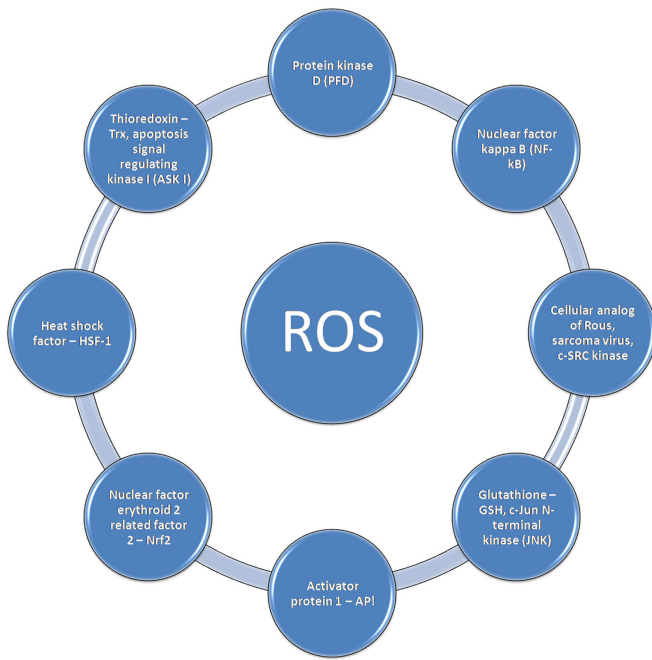 Protein kinase
D (PFD)
Nuclear factor
kappa B (NF-
kB)
Cellular analog
of Rous,
sarcoma virus,
c-SRC kinase
Glutathione –
GSH, c-Jun N-
terminal
kinase (JNK)
Activator
protein 1 – AP!
Nuclear factor
erythroid 2
related factor
2 – Nrf2
Heat shock
factor – HSF-1
Thioredoxin –
Trx, apoptosis
signal
regulating
kinase I (ASK I)
ROS